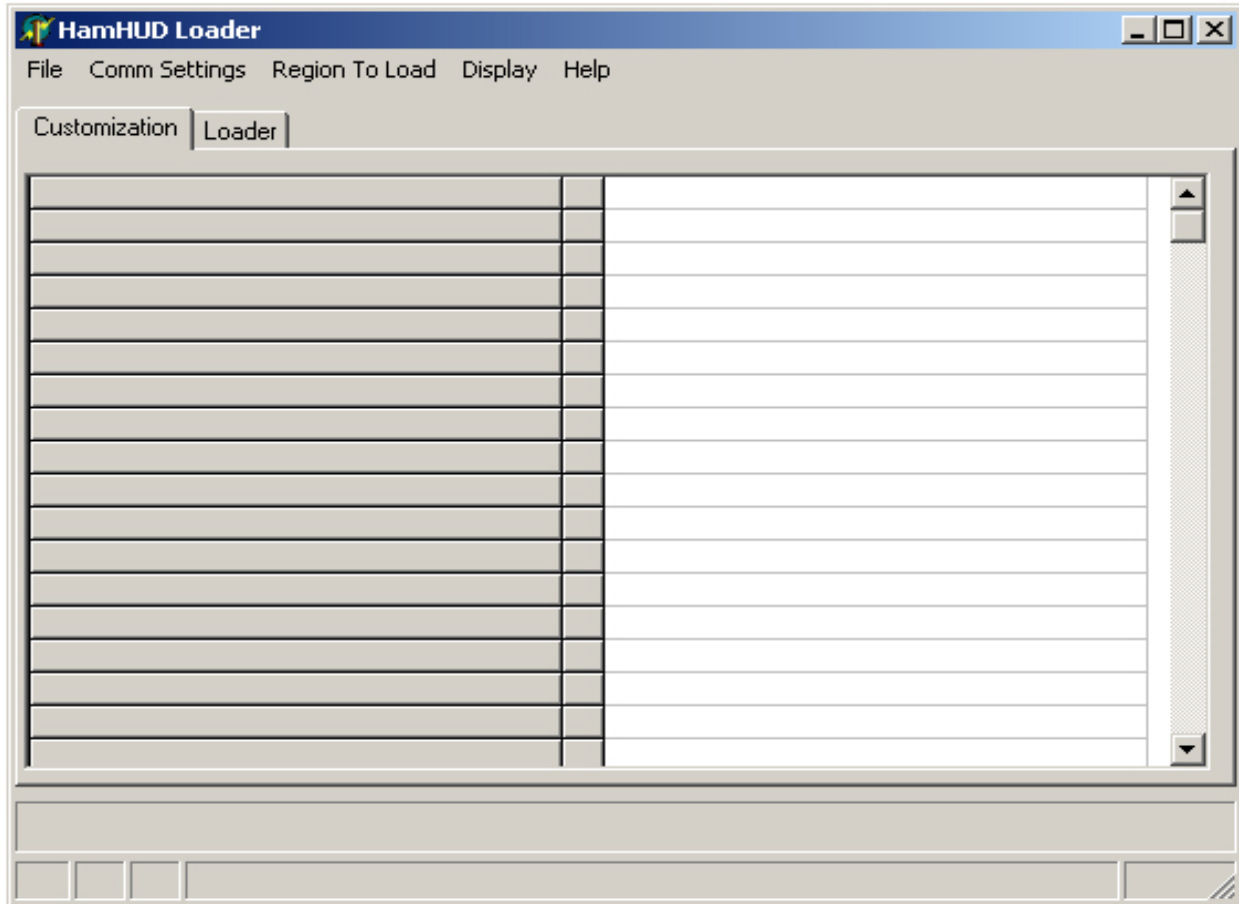 HamHUD Loader
File Comm Settings Region To Load Display Help
Customization Loader